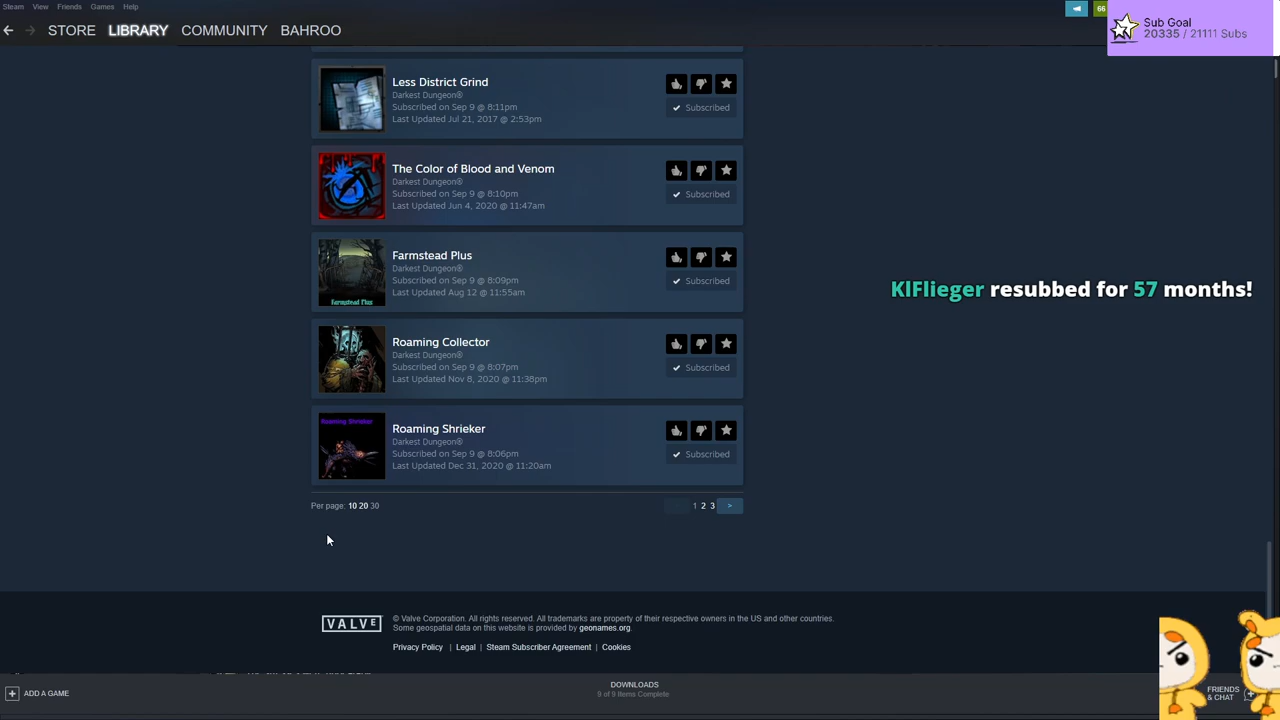 Steam View Friends Games Help
66
Sub Goal
20335 / 21111 Subs
STORE LIBRARY COMMUNITY BAHROO
Less District Grind
Darkest Dungeon®
Subscribed on Sep 9 @ 8:11pm
Last Updated Jul 21, 2017 @ 2:53pm
Subscribed
The Color of Blood and Venom
Darkest Dungeon®
Subscribed on Sep 9 @ 8:10pm
Last Updated Jun 4, 2020 @ 11:47am
Subscribed
Farmstead Plus
Farmstead Plus
Darkest Dungeon®
Subscribed on Sep 9 @ 8:09pm
Last Updated Aug 12 @ 11:55am
Subscribed
KlFlieger resubbed for 57 months!
Roaming Collector
Darkest Dungeon®
Subscribed on Sep 9 @ 8:07pm
Last Updated Nov 8, 2020 @ 11:38pm
Subscribed
Roaming Shrieker
Roaming Shrieker
Darkest Dungeon®
Subscribed on Sep 9 @ 8:06pm
Last Updated Dec 31, 2020 @ 11:20am
Subscribed
Per page: 10 20 30
1 2 3 >
VALVE
© Valve Corporation. All rights reserved. All trademarks are property of their respective owners in the US and other countries.
Some geospatial data on this website is provided by geonames.org.
Privacy Policy | Legal | Steam Subscriber Agreement | Cookies
ADD A GAME
DOWNLOADS
9 of 9 Items Complete
FRIENDS
& CHAT